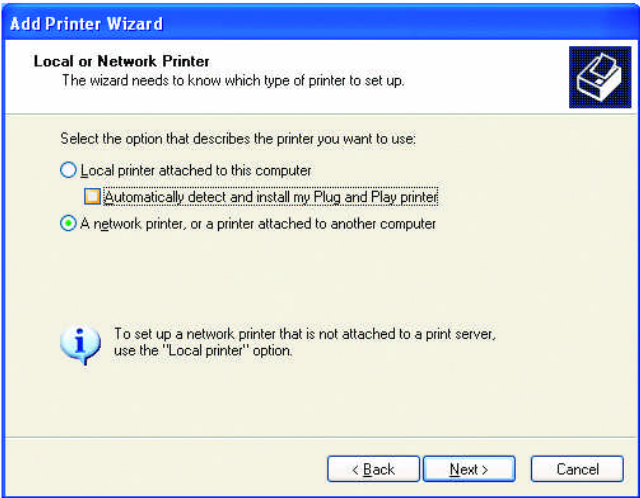 Add Printer Wizard
Local or Network Printer
The wizard needs to know which type of printer to set up.
Select the option that describes the printer you want to use:
Local printer attached to this computer
Automatically detect and install my Plug and Play printer
A network printer, or a printer attached to another computer
To set up a network printer that is not attached to a print server,
use the "Local printer" option.
< Back
Next >
Cancel